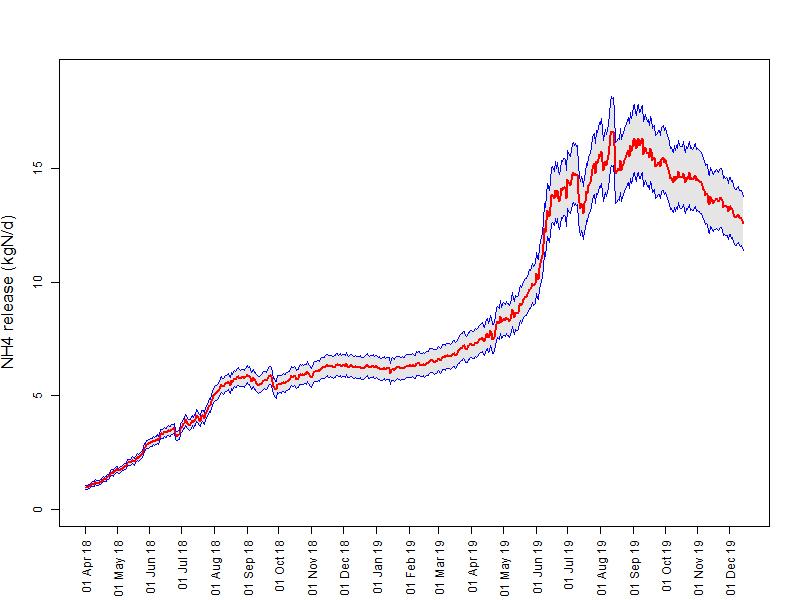 NH4 release (kgN/d)
15
10
5
0
01 Apr 18
01 May 18
01 Jun 18
01 Jul 18
01 Aug 18
01 Sep 18
01 Oct 18
01 Nov 18
01 Dec 18
01 Jan 19
01 Feb 19
01 Mar 19
01 Apr 19
01 May 19
01 Jun 19
01 Jul 19
01 Aug 19
01 Sep 19
01 Oct 19
01 Nov 19
01 Dec 19